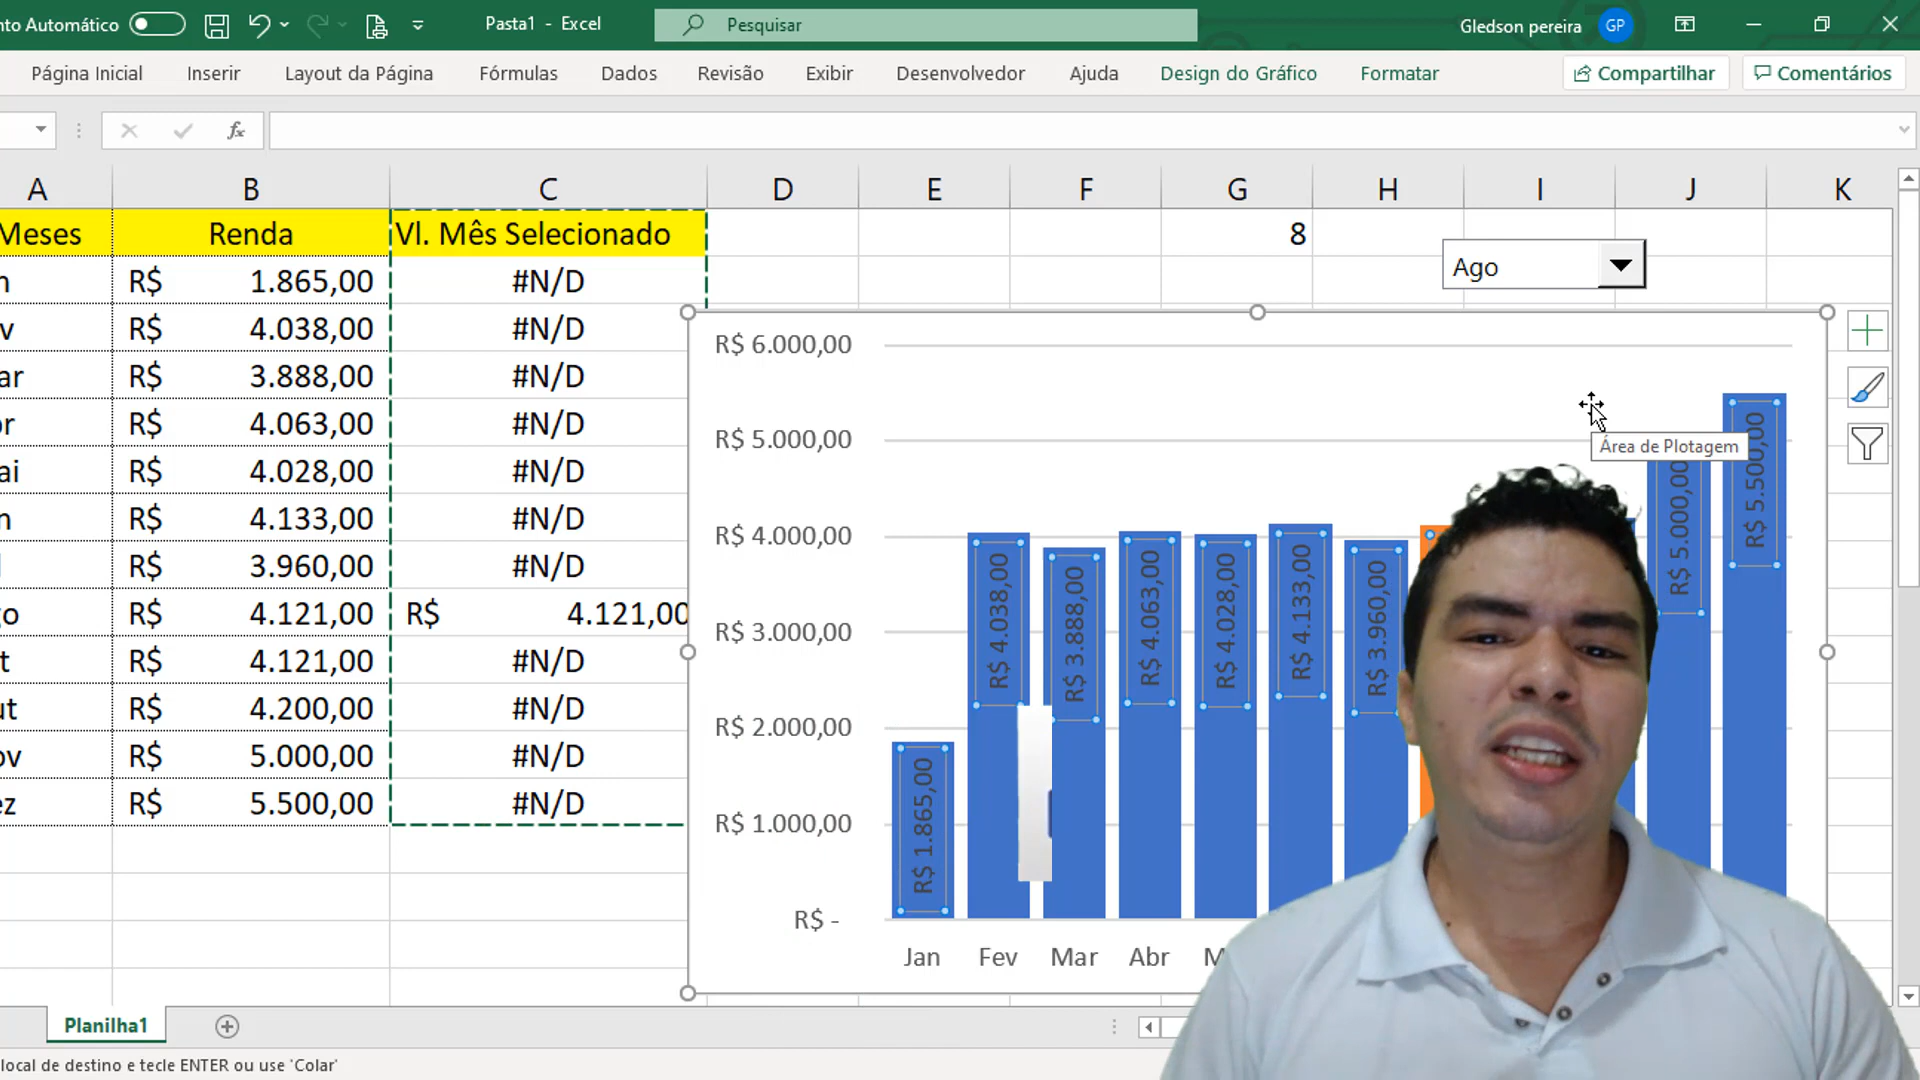 nto Automático
Pasta1 - Excel
Pesquisar
Gledson pereira
GP
Página Inicial
Inserir
Layout da Página
Fórmulas
Dados
Revisão
Exibir
Desenvolvedor
Ajuda
Design do Gráfico
Formatar
Compartilhar
Comentários
fx
A B C D E F G H I J K
Meses Renda Vl. Mês Selecionado 8
n R$ 1.865,00 #N/D
v R$ 4.038,00 #N/D
ar R$ 3.888,00 #N/D
or R$ 4.063,00 #N/D
ai R$ 4.028,00 #N/D
n R$ 4.133,00 #N/D
l R$ 3.960,00 #N/D
go R$ 4.121,00 R$ 4.121,00
t R$ 4.121,00 #N/D
ut R$ 4.200,00 #N/D
ov R$ 5.000,00 #N/D
ez R$ 5.500,00 #N/D
Ago
R$ 6.000,00
R$ 5.000,00
R$ 4.000,00
R$ 3.000,00
R$ 2.000,00
R$ 1.000,00
R$ -
Área de Plotagem
R$ 1.865,00
R$ 4.038,00
R$ 3.888,00
R$ 4.063,00
R$ 4.028,00
R$ 4.133,00
R$ 3.960,00
R$ 5.000,00
R$ 5.500,00
Jan Fev Mar Abr M
Planilha1
local de destino e tecle ENTER ou use 'Colar'